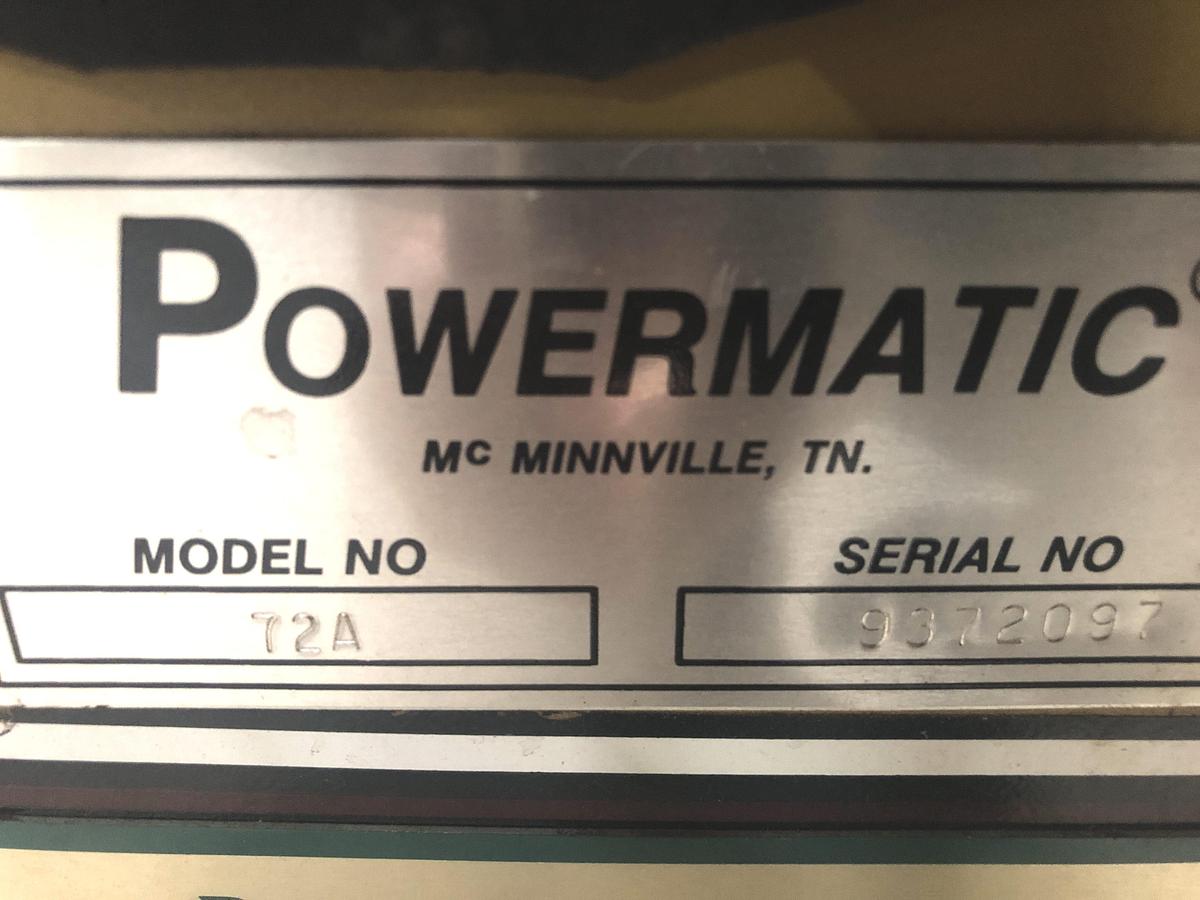 POWERMATIC
Mc MINNVILLE, TN.
MODEL NO
72A
SERIAL NO
9372097